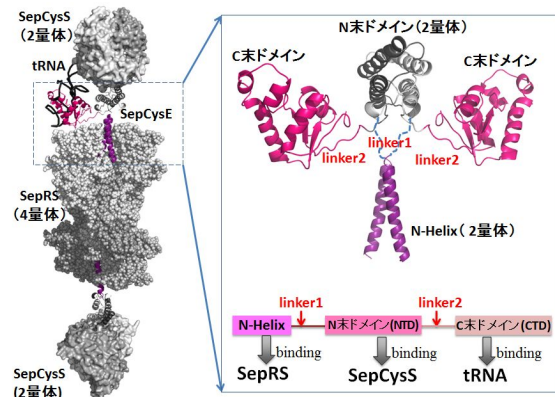 SepCysS
(2量体)
tRNA
SepCysE
SepRS
(4量体)
SepCysS
(2量体)
N末ドメイン(2量体)
C末ドメイン
C末ドメイン
linker1
linker2
linker2
N-Helix(2量体)
linker1
linker2
N-Helix
N末ドメイン(NTD)
C末ドメイン(CTD)
binding
binding
binding
SepRS
SepCysS
tRNA